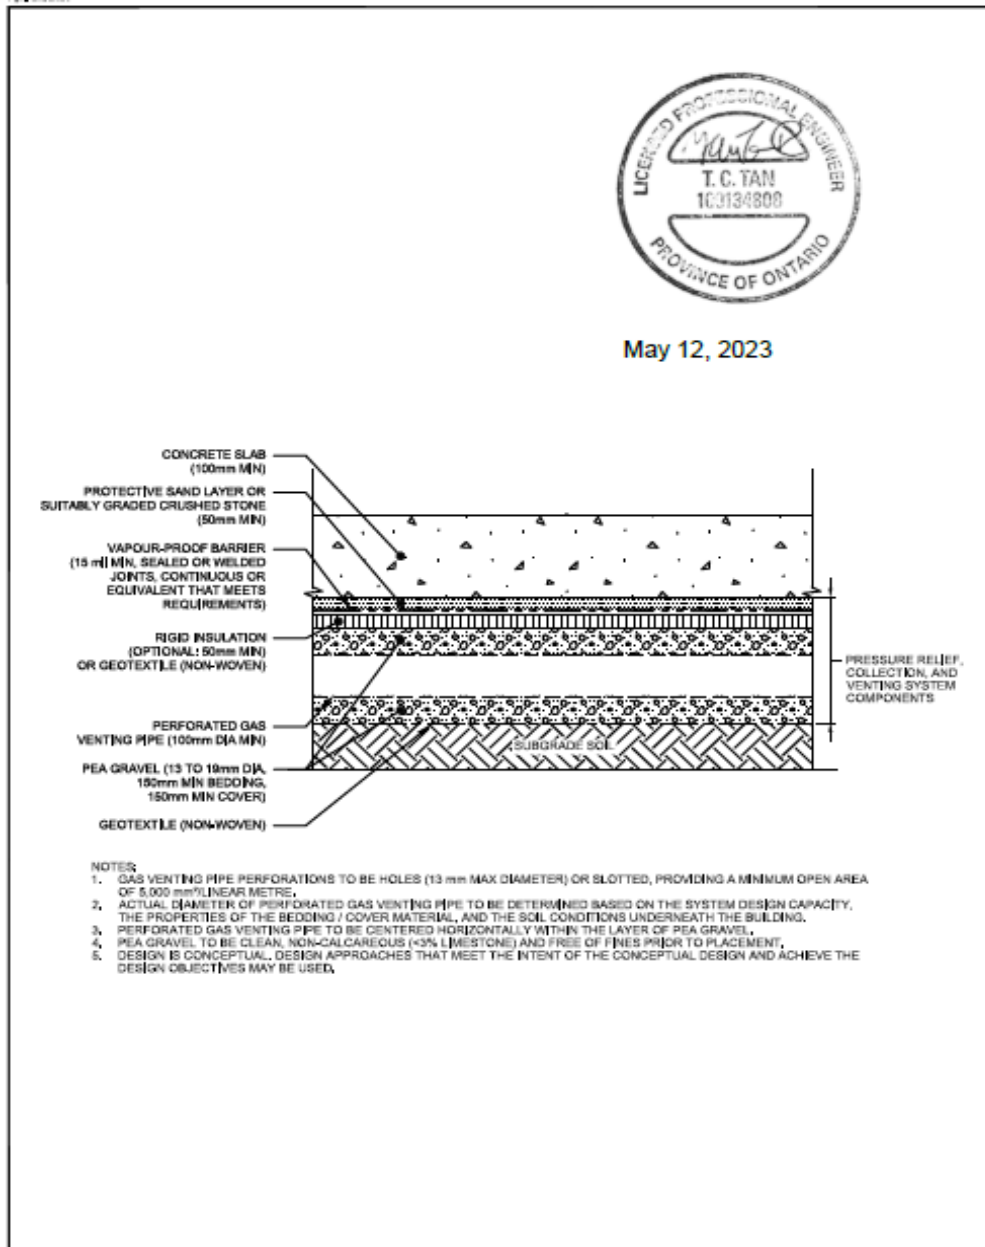 LICENSED PROFESSIONAL ENGINEER
T. C. TAN
100134808
PROVINCE OF ONTARIO
May 12, 2023
CONCRETE SLAB
(100mm MIN)
PROTECTIVE SAND LAYER OR
SUITABLY GRADED CRUSHED STONE
(50mm MIN)
VAPOUR-PROOF BARRIER
(15 mil MIN, SEALED OR WELDED
JOINTS, CONTINUOUS OR
EQUIVALENT THAT MEETS
REQUIREMENTS)
RIGID INSULATION
(OPTIONAL: 50mm MIN)
OR GEOTEXTILE (NON-WOVEN)
PERFORATED GAS
VENTING PIPE (100mm DIA MIN)
PEA GRAVEL (13 TO 19mm DIA,
150mm MIN BEDDING,
150mm MIN COVER)
GEOTEXTILE (NON-WOVEN)
PRESSURE RELIEF,
COLLECTION, AND
VENTING SYSTEM
COMPONENTS
SUBGRADE SOIL
NOTES:
1. GAS VENTING PIPE PERFORATIONS TO BE HOLES (13 mm MAX DIAMETER) OR SLOTTED, PROVIDING A MINIMUM OPEN AREA
OF 5,000 mm²/LINEAR METRE.
2. ACTUAL DIAMETER OF PERFORATED GAS VENTING PIPE TO BE DETERMINED BASED ON THE SYSTEM DESIGN CAPACITY,
THE PROPERTIES OF THE BEDDING / COVER MATERIAL, AND THE SOIL CONDITIONS UNDERNEATH THE BUILDING.
3. PERFORATED GAS VENTING PIPE TO BE CENTERED HORIZONTALLY WITHIN THE LAYER OF PEA GRAVEL.
4. PEA GRAVEL TO BE CLEAN, NON-CALCAREOUS (<3% LIMESTONE) AND FREE OF FINES PRIOR TO PLACEMENT.
5. DESIGN IS CONCEPTUAL. DESIGN APPROACHES THAT MEET THE INTENT OF THE CONCEPTUAL DESIGN AND ACHIEVE THE
DESIGN OBJECTIVES MAY BE USED.